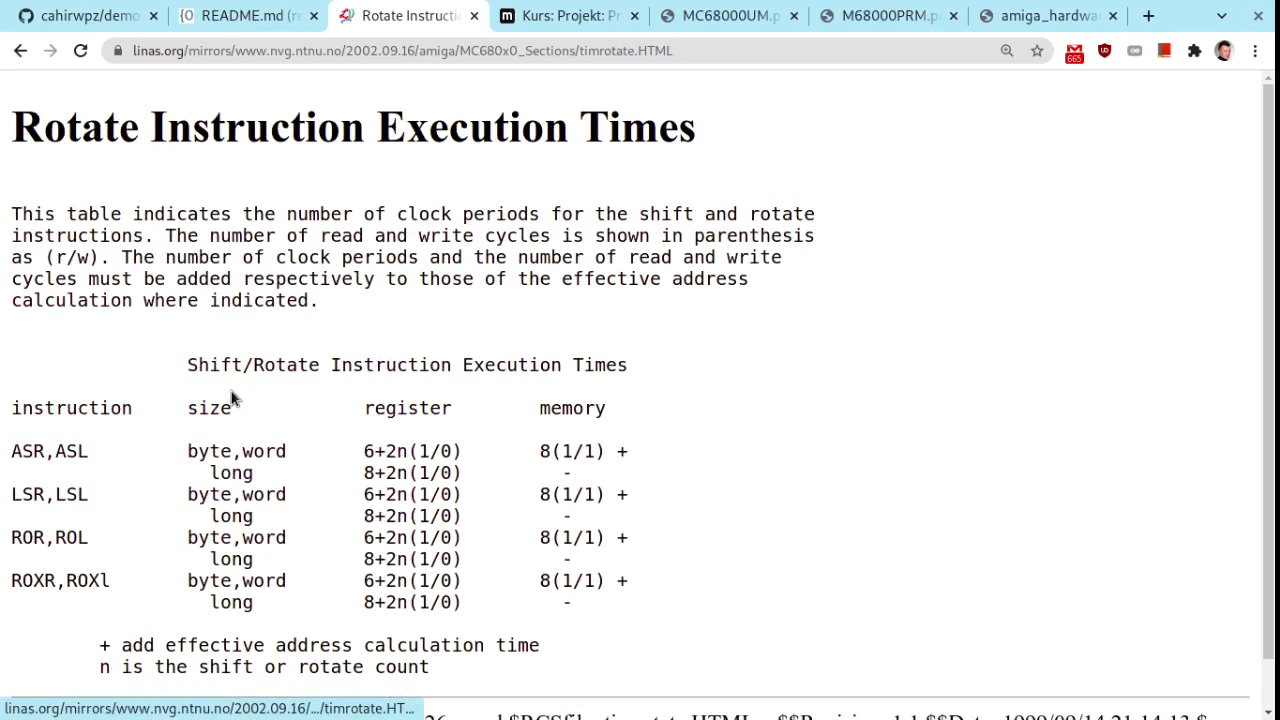 cahirwpz/demo
README.md (re
Rotate Instructi
Kurs: Projekt: Pr
MC68000UM.p
M68000PRM.p
amiga_hardwa
linas.org/mirrors/www.nvg.ntnu.no/2002.09.16/amiga/MC680x0_Sections/timrotate.HTML
665
Rotate Instruction Execution Times
This table indicates the number of clock periods for the shift and rotate
instructions. The number of read and write cycles is shown in parenthesis
as (r/w). The number of clock periods and the number of read and write
cycles must be added respectively to those of the effective address
calculation where indicated.
Shift/Rotate Instruction Execution Times
instruction size register memory
ASR,ASL byte,word 6+2n(1/0) 8(1/1) +
long 8+2n(1/0) -
LSR,LSL byte,word 6+2n(1/0) 8(1/1) +
long 8+2n(1/0) -
ROR,ROL byte,word 6+2n(1/0) 8(1/1) +
long 8+2n(1/0) -
ROXR,ROXl byte,word 6+2n(1/0) 8(1/1) +
long 8+2n(1/0) -
+ add effective address calculation time
n is the shift or rotate count
linas.org/mirrors/www.nvg.ntnu.no/2002.09.16/.../timrotate.HT...